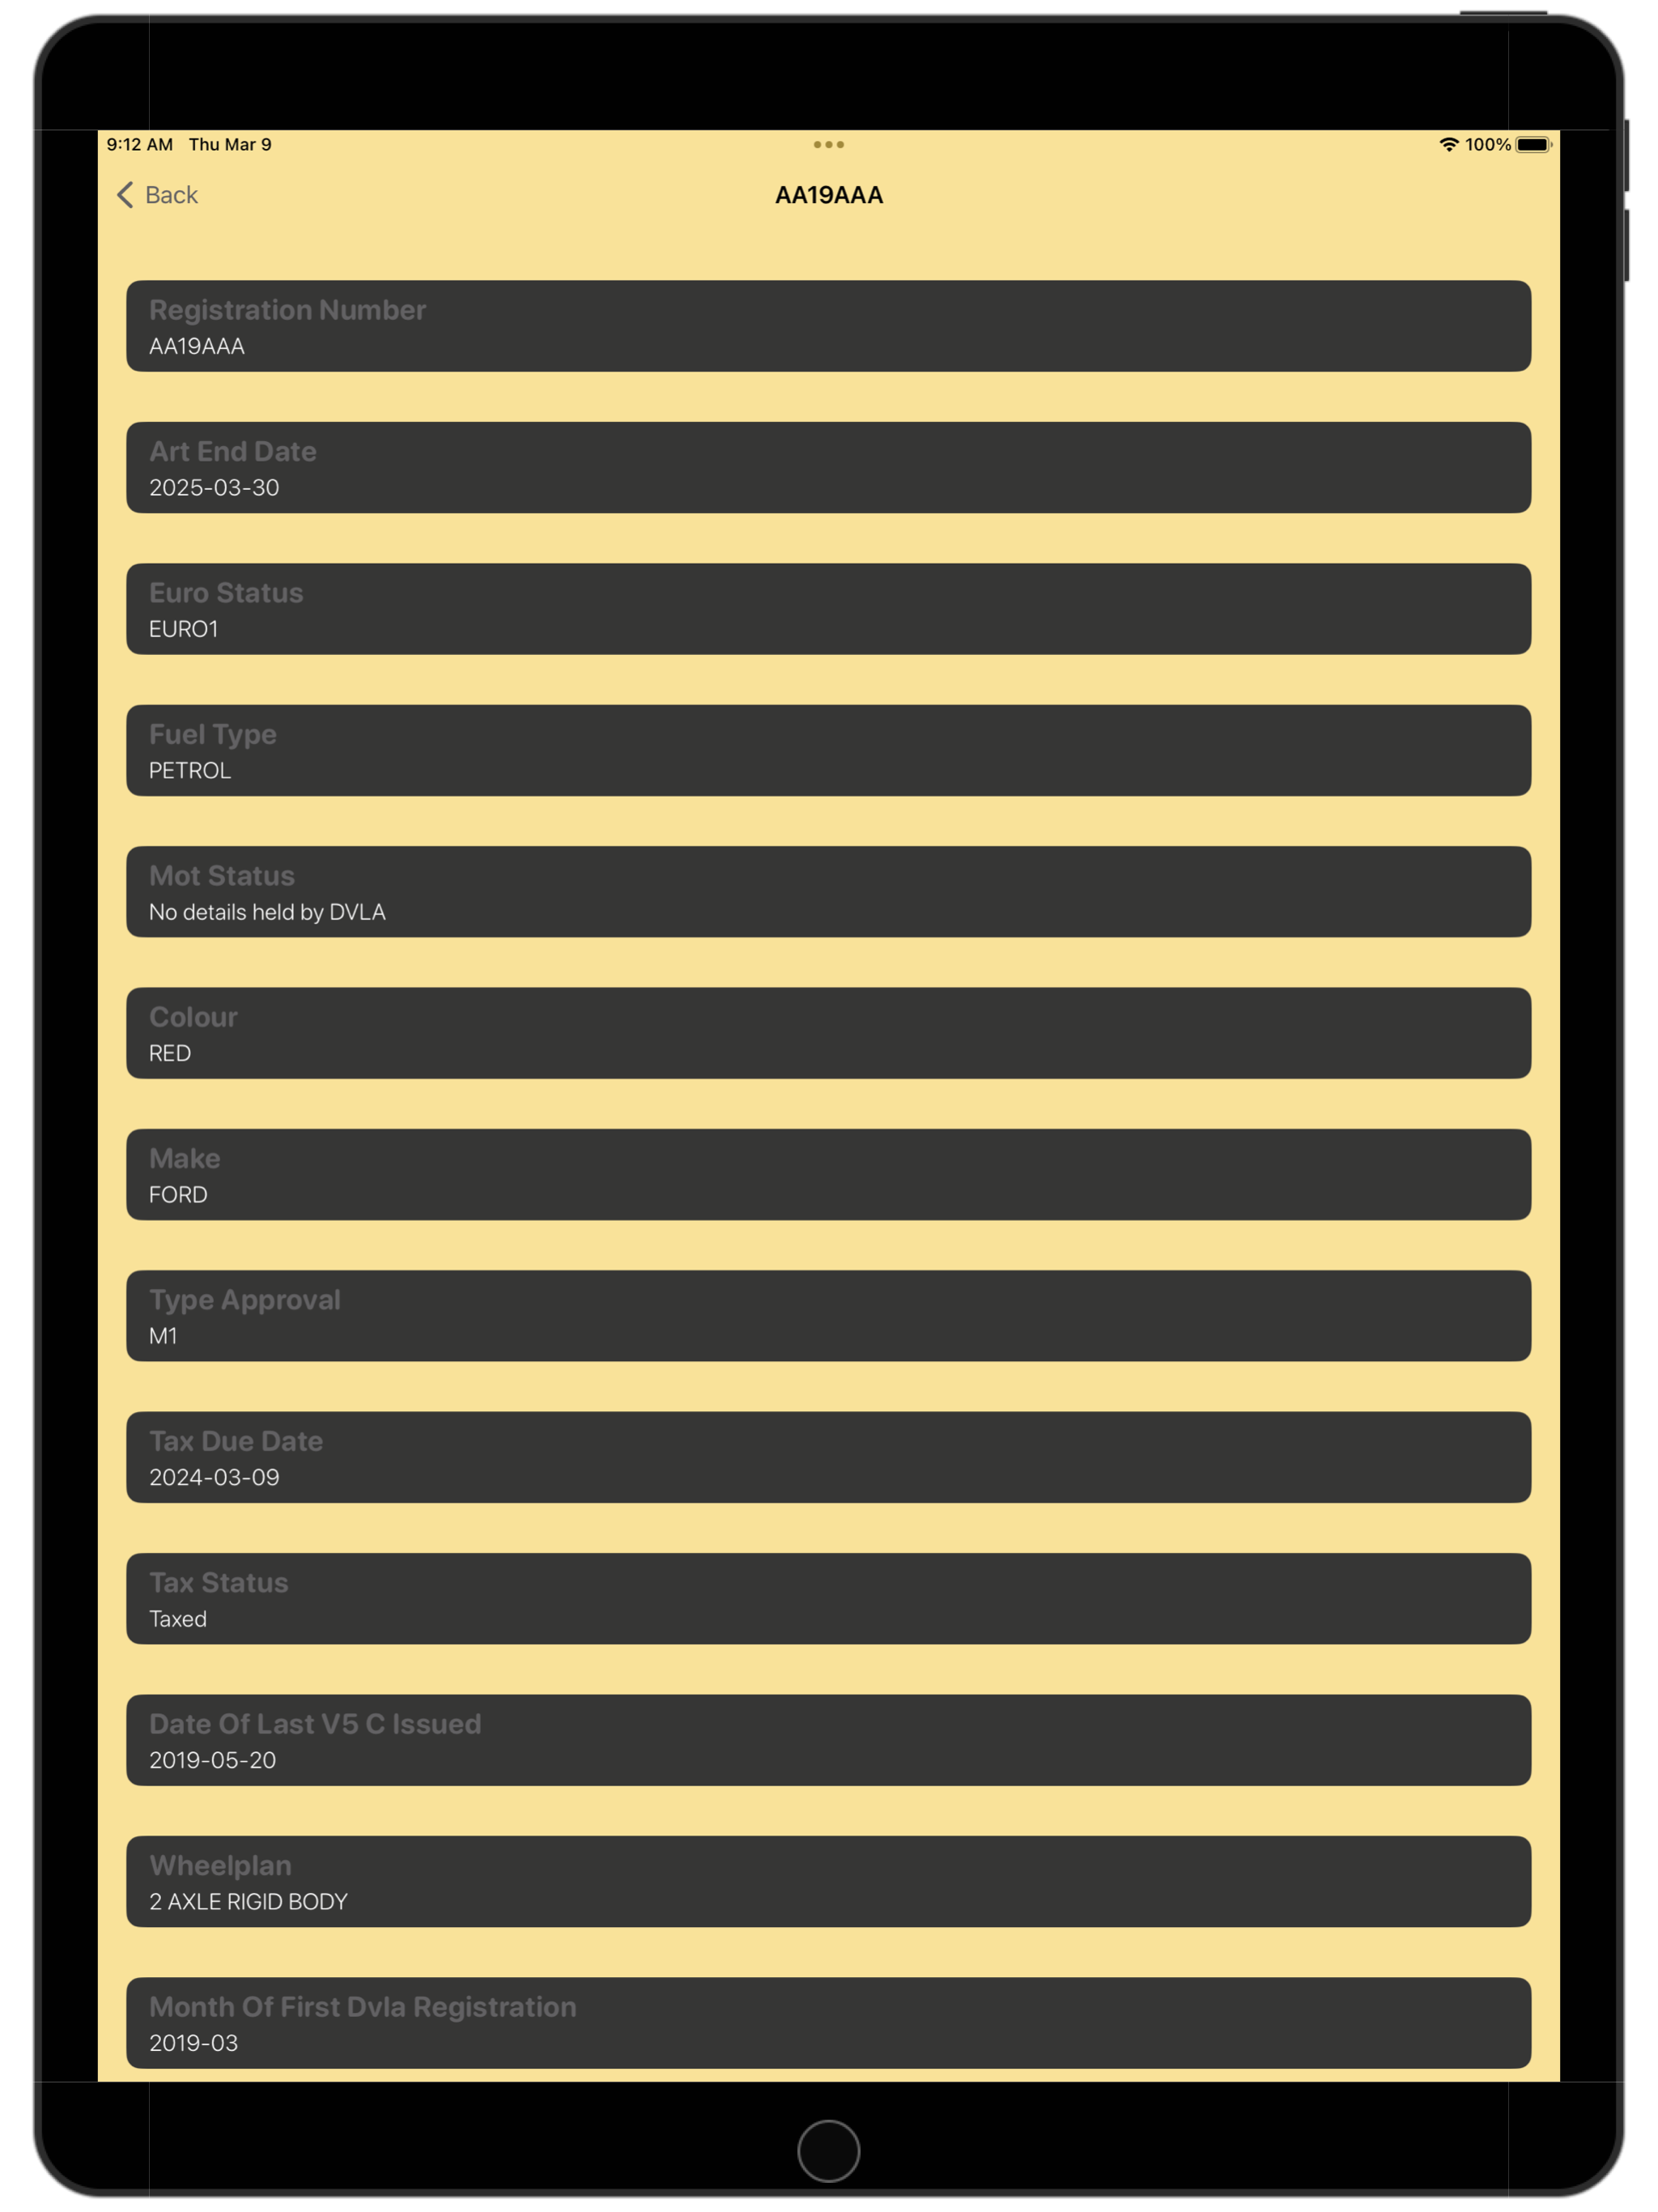 9:12 AM Thu Mar 9 100%
Back AA19AAA
Registration Number
AA19AAA
Art End Date
2025-03-30
Euro Status
EURO1
Fuel Type
PETROL
Mot Status
No details held by DVLA
Colour
RED
Make
FORD
Type Approval
M1
Tax Due Date
2024-03-09
Tax Status
Taxed
Date Of Last V5 C Issued
2019-05-20
Wheelplan
2 AXLE RIGID BODY
Month Of First Dvla Registration
2019-03